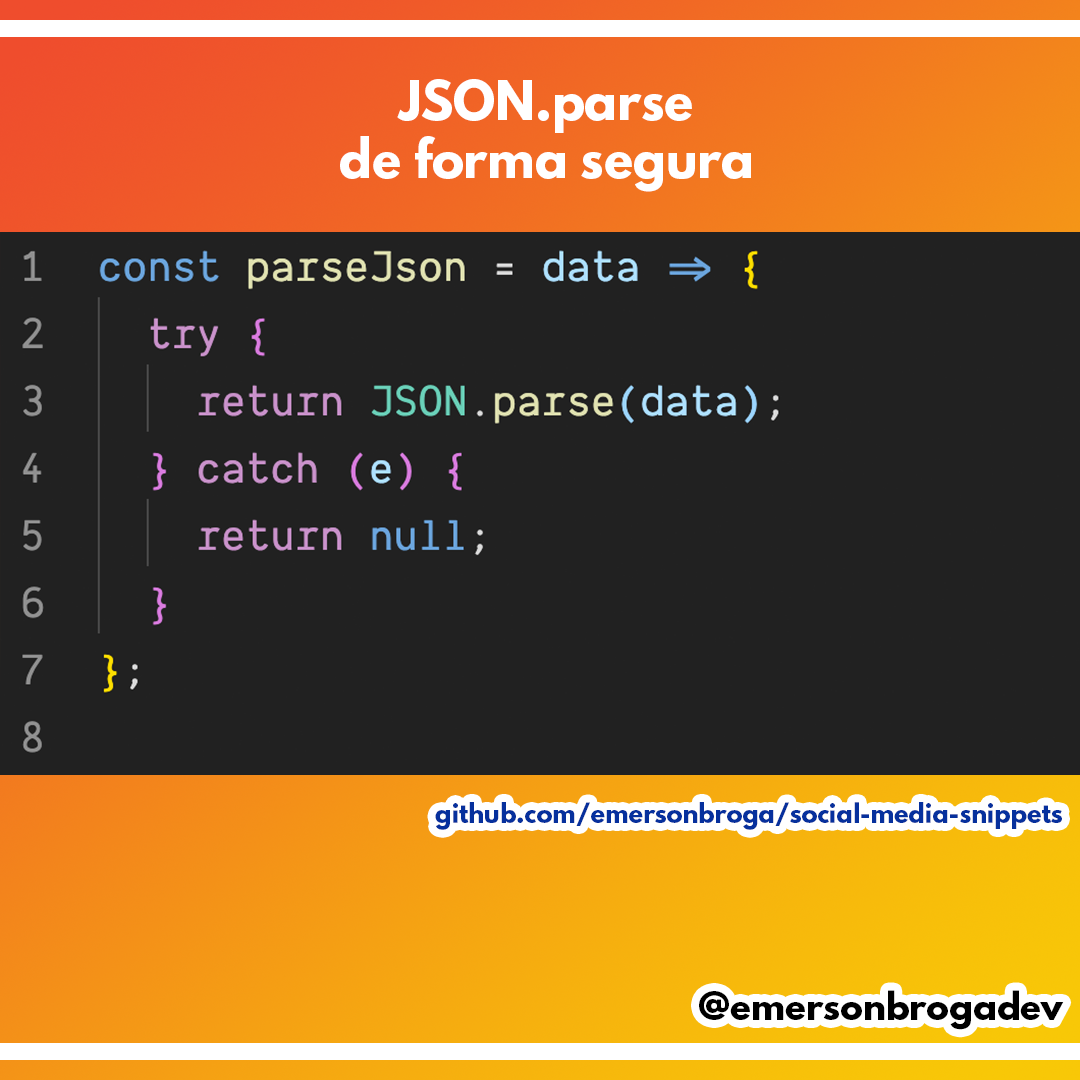 JSON.parse
de forma segura
1 const parseJson = data => {
2 try {
3 return JSON.parse(data);
4 } catch (e) {
5 return null;
6 }
7 };
8
github.com/emersonbroga/social-media-snippets
@emersonbrogadev